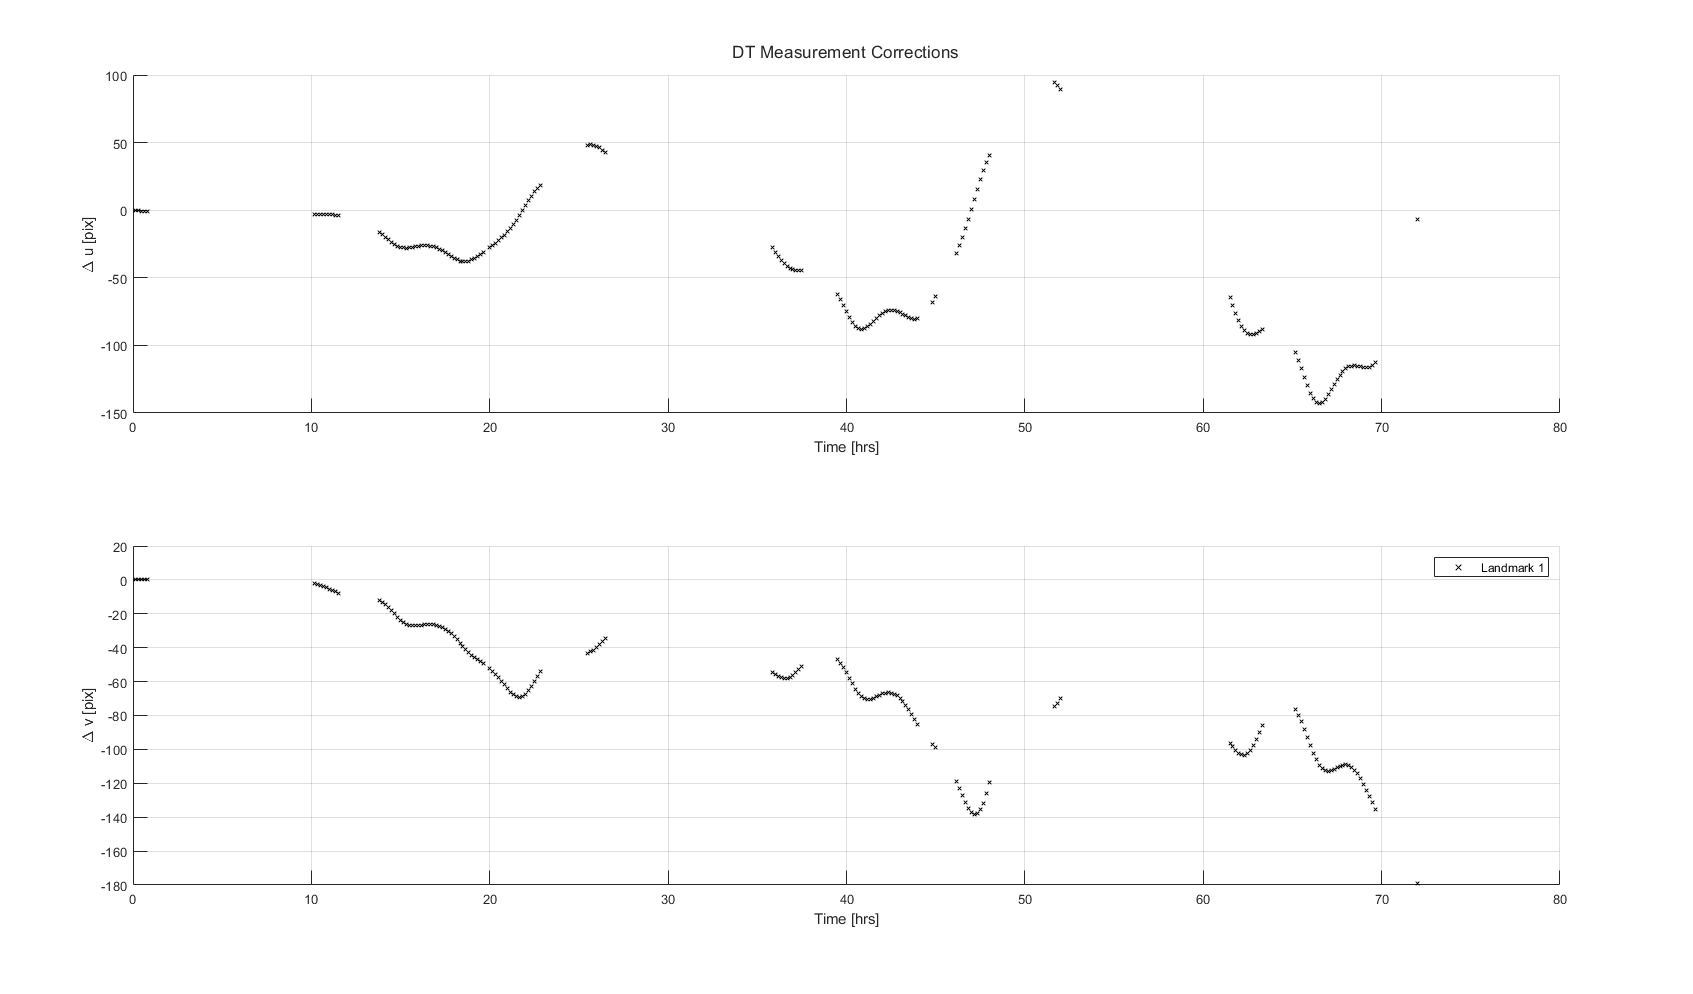 DT Measurement Corrections
100
50
0
-50
-100
-150
Δ u [pix]
0 10 20 30 40 50 60 70 80
Time [hrs]
20
0
-20
-40
-60
-80
-100
-120
-140
-160
-180
Δ v [pix]
Landmark 1
0 10 20 30 40 50 60 70 80
Time [hrs]